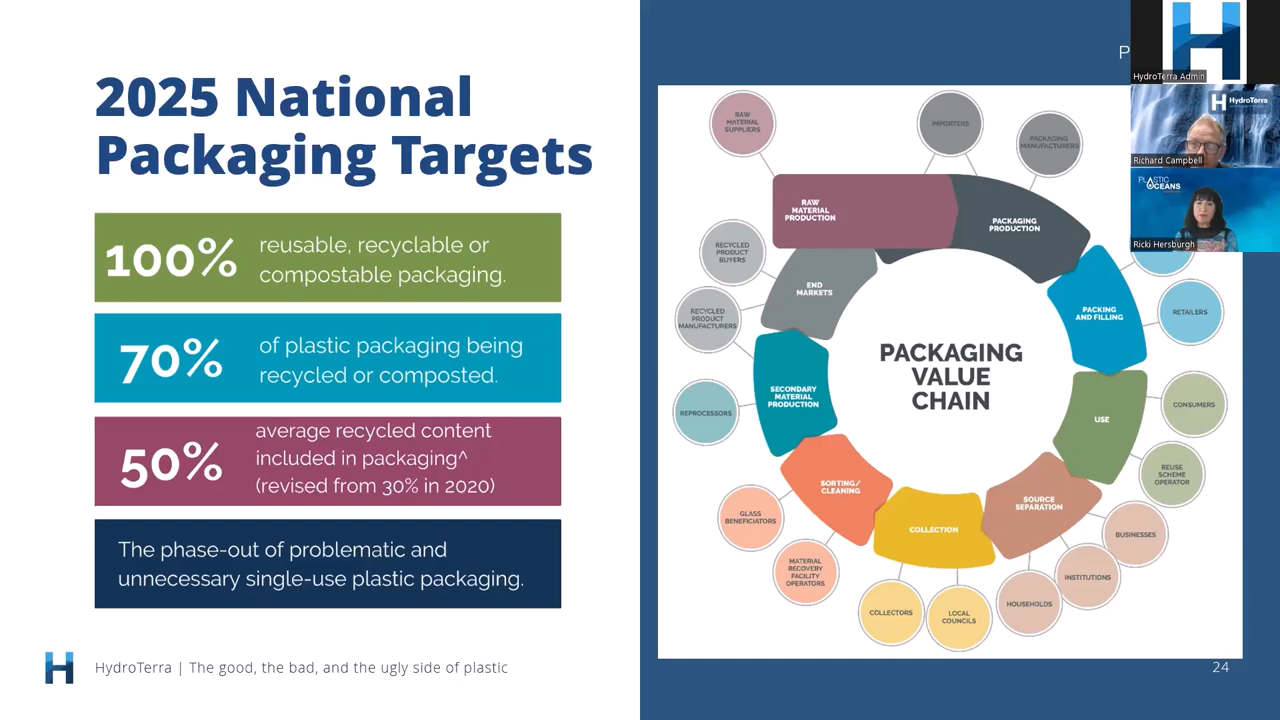 2025 National
Packaging Targets
100%
reusable, recyclable or
compostable packaging.
70%
of plastic packaging being
recycled or composted.
50%
average recycled content
included in packaging^
(revised from 30% in 2020)
The phase-out of problematic and
unnecessary single-use plastic packaging.
HydroTerra | The good, the bad, and the ugly side of plastic
P
RAW
MATERIAL
SUPPLIERS
IMPORTERS
PACKAGING
MANUFACTURERS
RAW
MATERIAL
PRODUCTION
PACKAGING
PRODUCTION
RECYCLED
PRODUCT
BUYERS
END
MARKETS
PACKING
AND FILLING
RETAILERS
RECYCLED
PRODUCT
MANUFACTURERS
PACKAGING
VALUE
CHAIN
SECONDARY
MATERIAL
PRODUCTION
REPROCESSORS
USE
CONSUMERS
REUSE
SCHEME
OPERATOR
SORTING/
CLEANING
SOURCE
SEPARATION
COLLECTION
GLASS
BENEFICIATORS
BUSINESSES
MATERIAL
RECOVERY
FACILITY
OPERATORS
INSTITUTIONS
HOUSEHOLDS
COLLECTORS
LOCAL
COUNCILS
24
HydroTerra Admin
HydroTerra
Richard Campbell
PLASTIC
OCEANS
Ricki Hersburgh